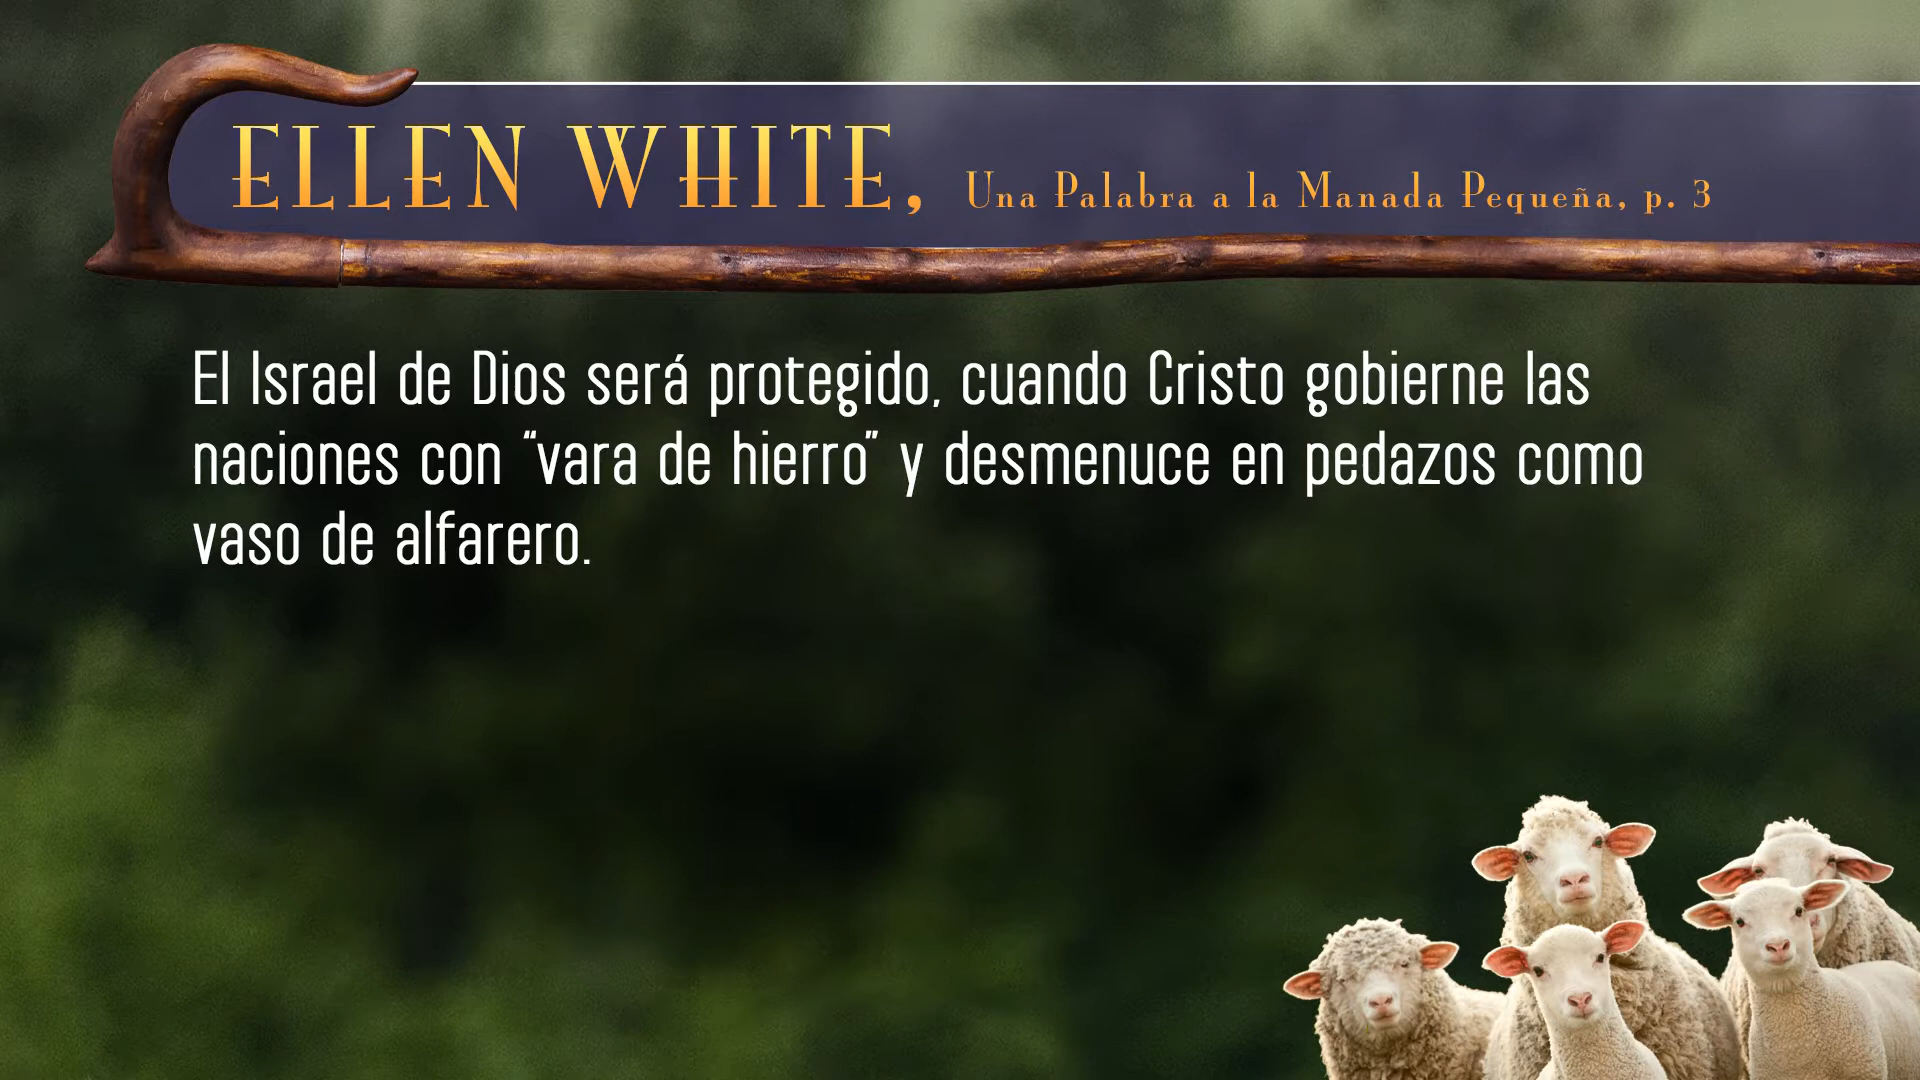 ELLEN WHITE, Una Palabra a la Manada Pequeña, p. 3
El Israel de Dios será protegido, cuando Cristo gobierne las
naciones con “vara de hierro” y desmenuce en pedazos como
vaso de alfarero.